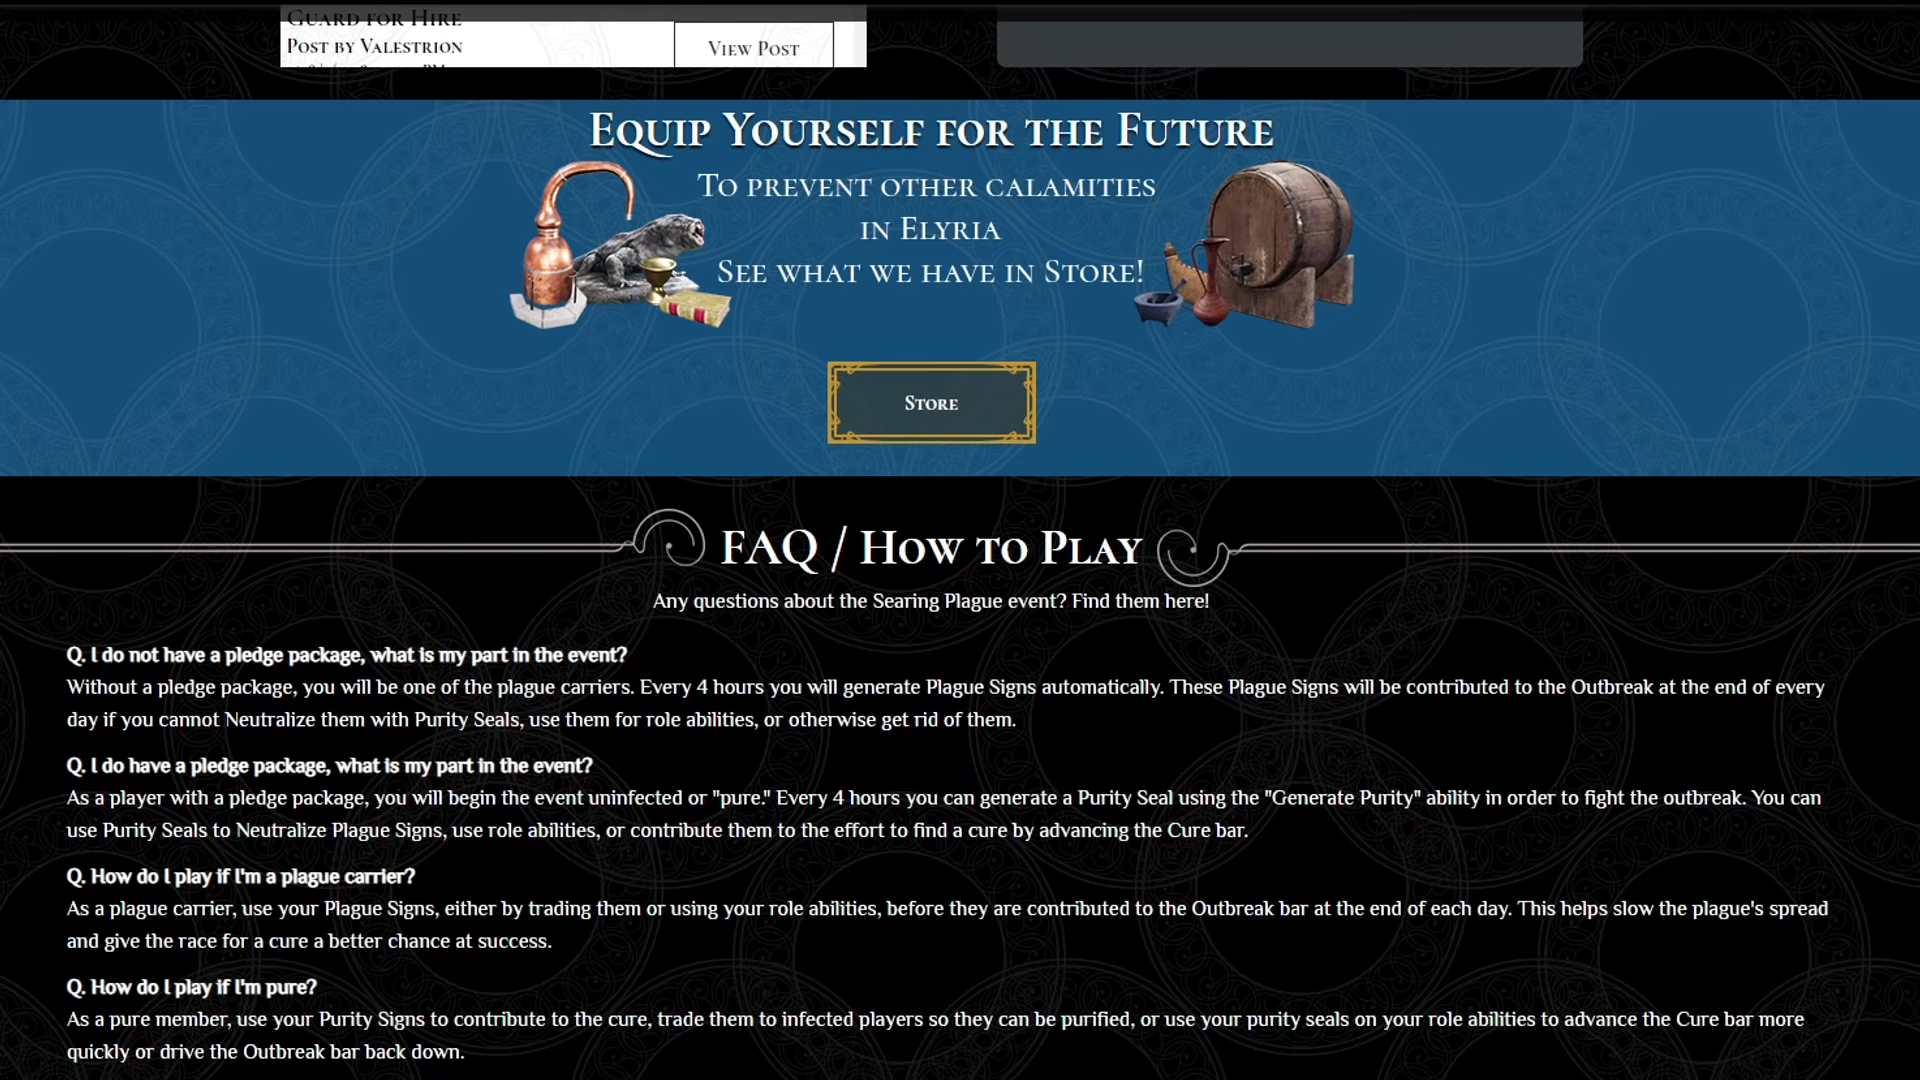 Guard for Hire
Post by Valestrion
View Post
Equip Yourself for the Future
To prevent other calamities
in Elyria
See what we have in Store!
Store
FAQ / How to Play
Any questions about the Searing Plague event? Find them here!
Q. I do not have a pledge package, what is my part in the event?
Without a pledge package, you will be one of the plague carriers. Every 4 hours you will generate Plague Signs automatically. These Plague Signs will be contributed to the Outbreak at the end of every
day if you cannot Neutralize them with Purity Seals, use them for role abilities, or otherwise get rid of them.
Q. I do have a pledge package, what is my part in the event?
As a player with a pledge package, you will begin the event uninfected or "pure." Every 4 hours you can generate a Purity Seal using the "Generate Purity" ability in order to fight the outbreak. You can
use Purity Seals to Neutralize Plague Signs, use role abilities, or contribute them to the effort to find a cure by advancing the Cure bar.
Q. How do I play if I'm a plague carrier?
As a plague carrier, use your Plague Signs, either by trading them or using your role abilities, before they are contributed to the Outbreak bar at the end of each day. This helps slow the plague's spread
and give the race for a cure a better chance at success.
Q. How do I play if I'm pure?
As a pure member, use your Purity Signs to contribute to the cure, trade them to infected players so they can be purified, or use your purity seals on your role abilities to advance the Cure bar more
quickly or drive the Outbreak bar back down.